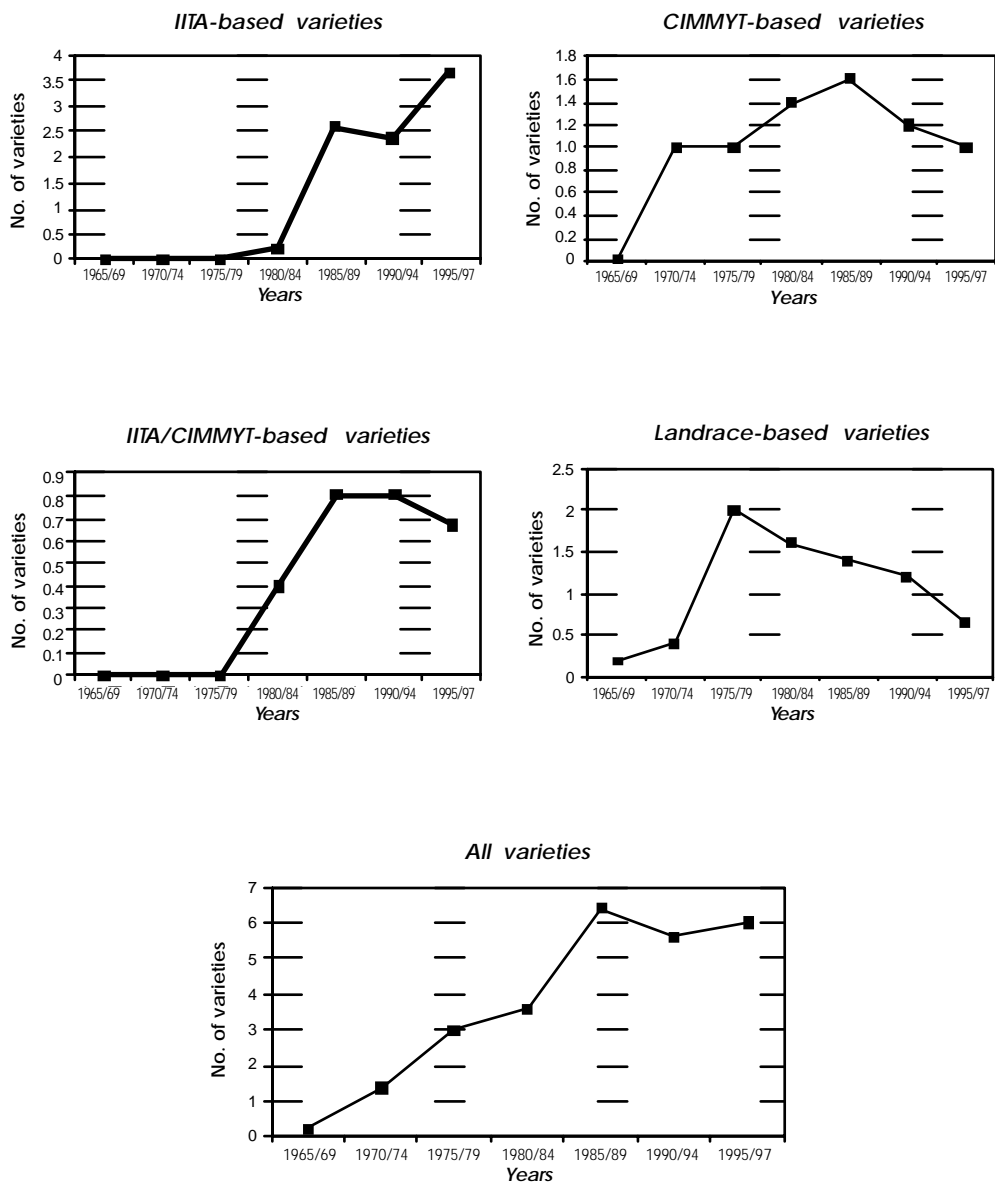 IITA-based varieties
No. of varieties
4
3.5
3
2.5
2
1.5
1
0.5
0
1965/69 1970/74 1975/79 1980/84 1985/89 1990/94 1995/97
Years
CIMMYT-based varieties
No. of varieties
1.8
1.6
1.4
1.2
1.0
0.8
0.6
0.4
0.2
0
1965/69 1970/74 1975/79 1980/84 1985/89 1990/94 1995/97
Years
IITA/CIMMYT-based varieties
No. of varieties
0.9
0.8
0.7
0.6
0.5
0.4
0.3
0.2
0.1
0
1965/69 1970/74 1975/79 1980/84 1985/89 1990/94 1995/97
Years
Landrace-based varieties
No. of varieties
2.5
2
1.5
1
0.5
0
1965/69 1970/74 1975/79 1980/84 1985/89 1990/94 1995/97
Years
All varieties
No. of varieties
7
6
5
4
3
2
1
0
1965/69 1970/74 1975/79 1980/84 1985/89 1990/94 1995/97
Years